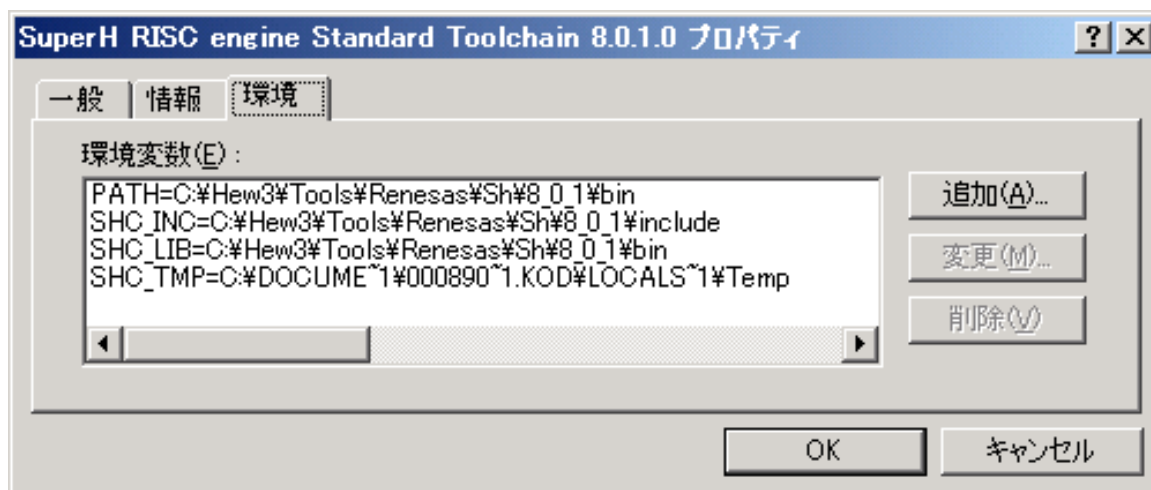 SuperH RISC engine Standard Toolchain 8.0.1.0 プロパティ
一般 情報 環境
環境変数(E) :
PATH=C:¥Hew3¥Tools¥Renesas¥Sh¥8_0_1¥bin
SHC_INC=C:¥Hew3¥Tools¥Renesas¥Sh¥8_0_1¥include
SHC_LIB=C:¥Hew3¥Tools¥Renesas¥Sh¥8_0_1¥bin
SHC_TMP=C:¥DOCUME~1¥000890~1.KOD¥LOCALS~1¥Temp
追加(A)...
変更(M)...
削除(V)
OK キャンセル